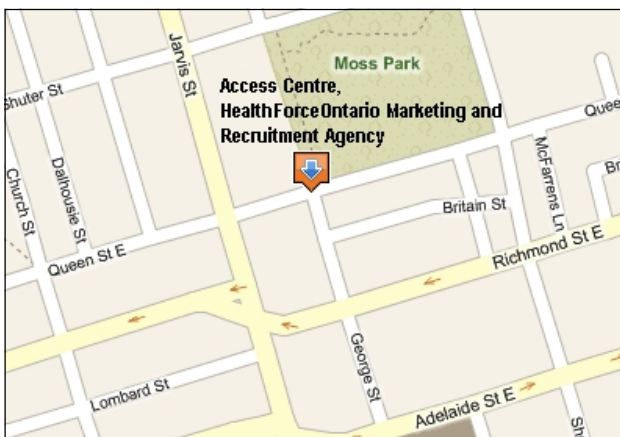 Jarvis St
Moss Park
Access Centre,
HealthForceOntario Marketing and
Recruitment Agency
Shuter St
Queen
McFarrens Ln
Dalhousie St
Church St
Britain St
Queen St E
Richmond St E
George St
Lombard St
Adelaide St E